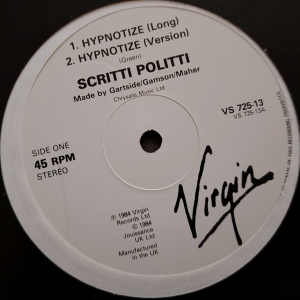 1. HYPNOTIZE (Long)
2. HYPNOTIZE (Version)
(Green)
SCRITTI POLITTI
Made by Gartside/Gamson/Maher
Chrysalis Music Ltd
VS 725-13
VS 725-13A
SIDE ONE
45 RPM
STEREO
Virgin
℗ 1984 Virgin
Records Ltd
© 1984
Jouissance
UK Ltd
Manufactured
in the UK